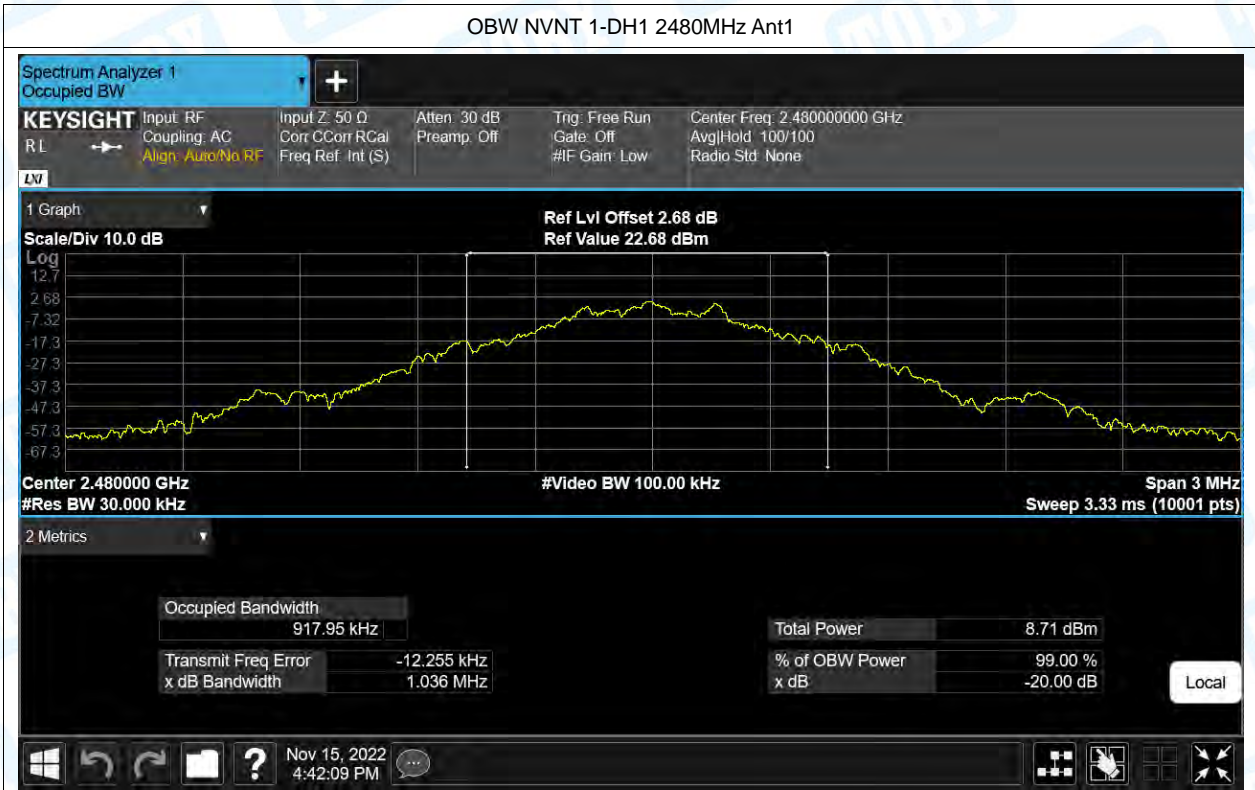 OBW NVNT 1-DH1 2480MHz Ant1
Spectrum Analyzer 1
Occupied BW
+
KEYSIGHT Input: RF Input Z: 50 Ω Atten: 30 dB Trig: Free Run Center Freq: 2.480000000 GHz
RL Coupling: AC Corr CCorr RCal Preamp: Off Gate: Off Avg|Hold: 100/100
Align: Auto/No RF Freq Ref: Int (S) #IF Gain: Low Radio Std: None
LXI
1 Graph Ref Lvl Offset 2.68 dB
Scale/Div 10.0 dB Ref Value 22.68 dBm
Log
12.7
2.68
-7.32
-17.3
-27.3
-37.3
-47.3
-57.3
-67.3
Center 2.480000 GHz #Video BW 100.00 kHz Span 3 MHz
#Res BW 30.000 kHz Sweep 3.33 ms (10001 pts)
2 Metrics
Occupied Bandwidth
917.95 kHz Total Power 8.71 dBm
Transmit Freq Error -12.255 kHz % of OBW Power 99.00 %
x dB Bandwidth 1.036 MHz x dB -20.00 dB
Local
? Nov 15, 2022
4:42:09 PM